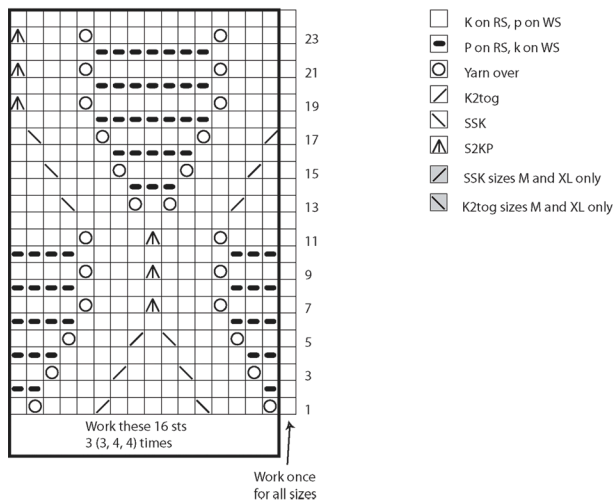 23
21
19
17
15
13
11
9
7
5
3
1
Work these 16 sts
3 (3, 4, 4) times
Work once
for all sizes
K on RS, p on WS
P on RS, k on WS
Yarn over
K2tog
SSK
S2KP
SSK sizes M and XL only
K2tog sizes M and XL only